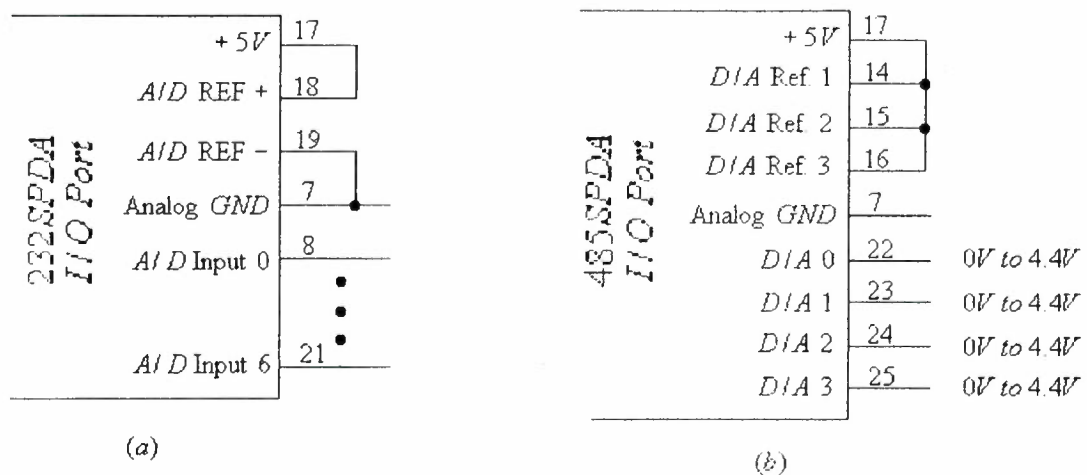 + 5V 17
A/D REF + 18
A/D REF – 19
Analog GND 7
A/D Input 0 8
A/D Input 6 21
232SPDA
I/O Port
(a)
+ 5V 17
D/A Ref. 1 14
D/A Ref. 2 15
D/A Ref. 3 16
Analog GND 7
D/A 0 22 0V to 4.4V
D/A 1 23 0V to 4.4V
D/A 2 24 0V to 4.4V
D/A 3 25 0V to 4.4V
485SPDA
I/O Port
(b)